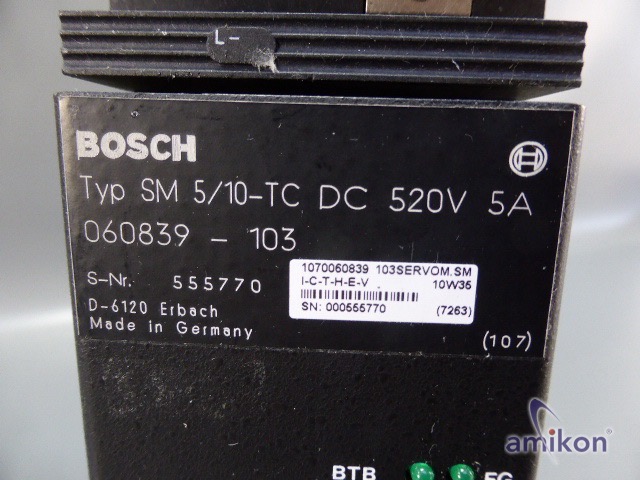 L-
BOSCH
Typ SM 5/10-TC DC 520V 5A
060839 - 103
S-Nr. 555770
1070060839 103SERVOM.SM
I-C-T-H-E-V 10W35
SN: 000555770 (7263)
D-6120 Erbach
Made in Germany
(107)
amikon
BTB 5G